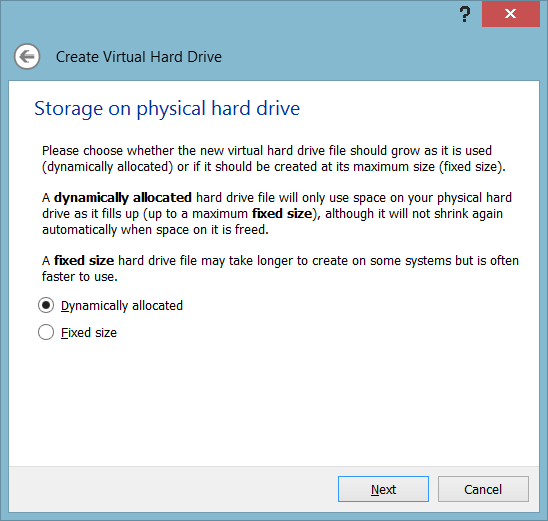 ?
Create Virtual Hard Drive
Storage on physical hard drive
Please choose whether the new virtual hard drive file should grow as it is used
(dynamically allocated) or if it should be created at its maximum size (fixed size).
A dynamically allocated hard drive file will only use space on your physical hard
drive as it fills up (up to a maximum fixed size), although it will not shrink again
automatically when space on it is freed.
A fixed size hard drive file may take longer to create on some systems but is often
faster to use.
Dynamically allocated
Fixed size
Next
Cancel